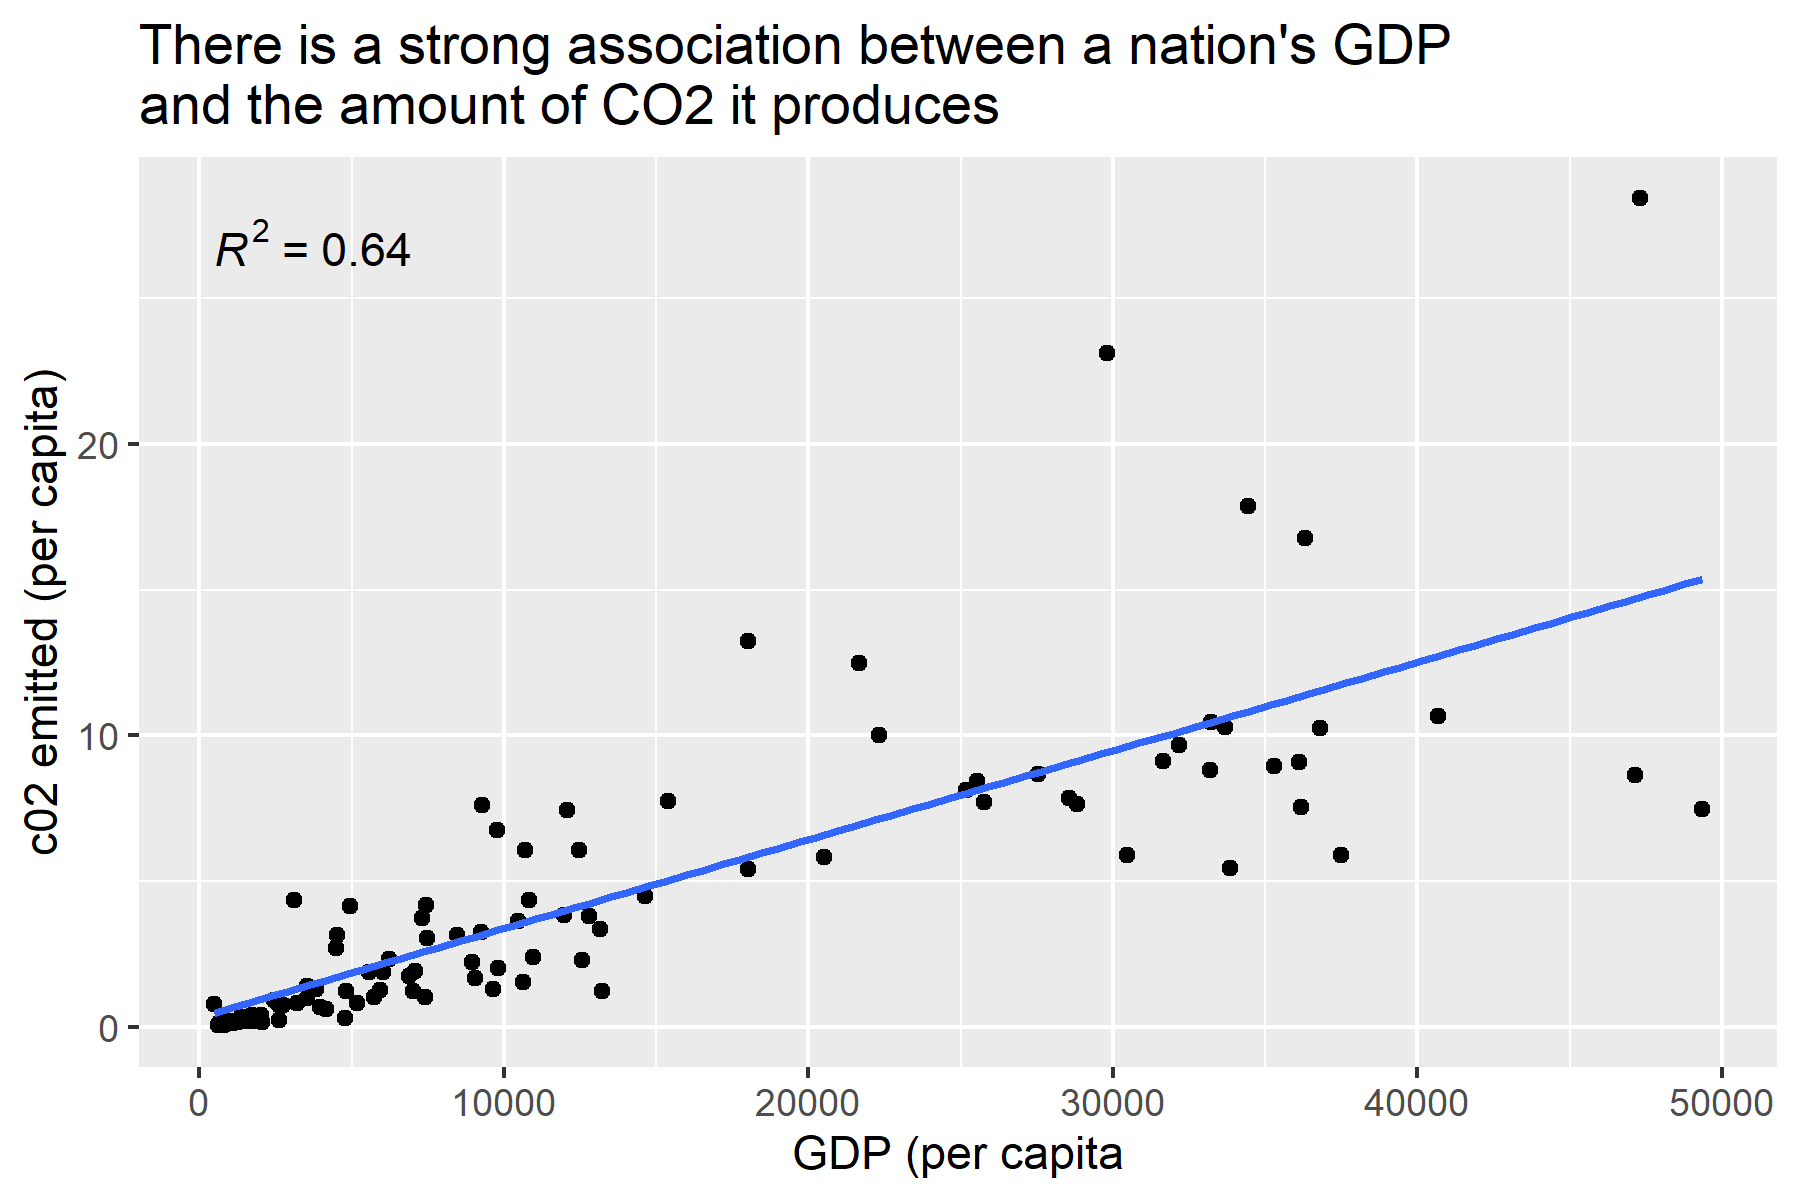 There is a strong association between a nation's GDP
and the amount of CO2 it produces
R² = 0.64
c02 emitted (per capita)
20
10
0
0 10000 20000 30000 40000 50000
GDP (per capita